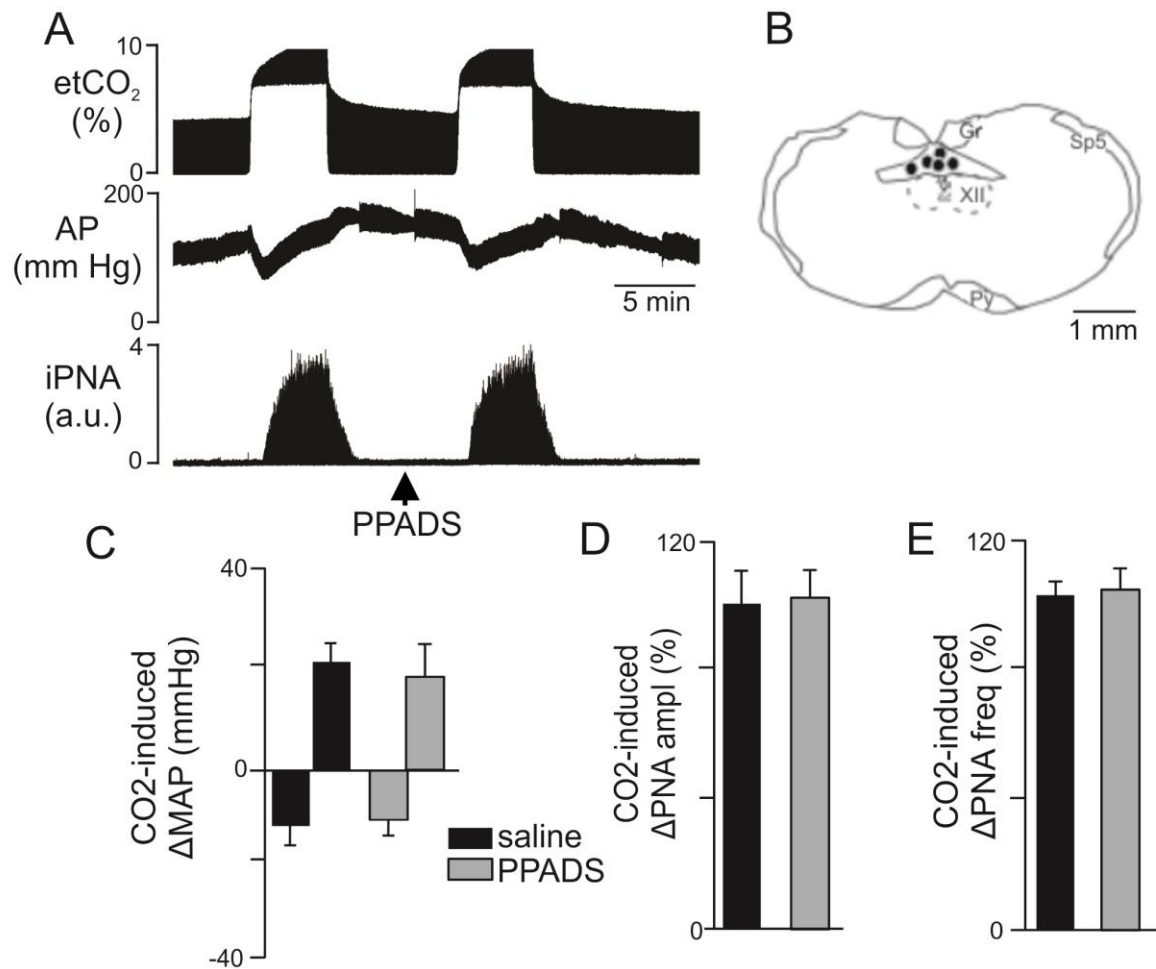 A
etCO₂
(%)
10
0
AP
(mm Hg)
200
100
0
5 min
iPNA
(a.u.)
4
0
PPADS
B
Gr
Sp5
XII
Py
1 mm
C
CO2-induced
ΔMAP (mmHg)
40
0
-40
saline
PPADS
D
CO2-induced
ΔPNA ampl (%)
120
0
E
CO2-induced
ΔPNA freq (%)
120
0